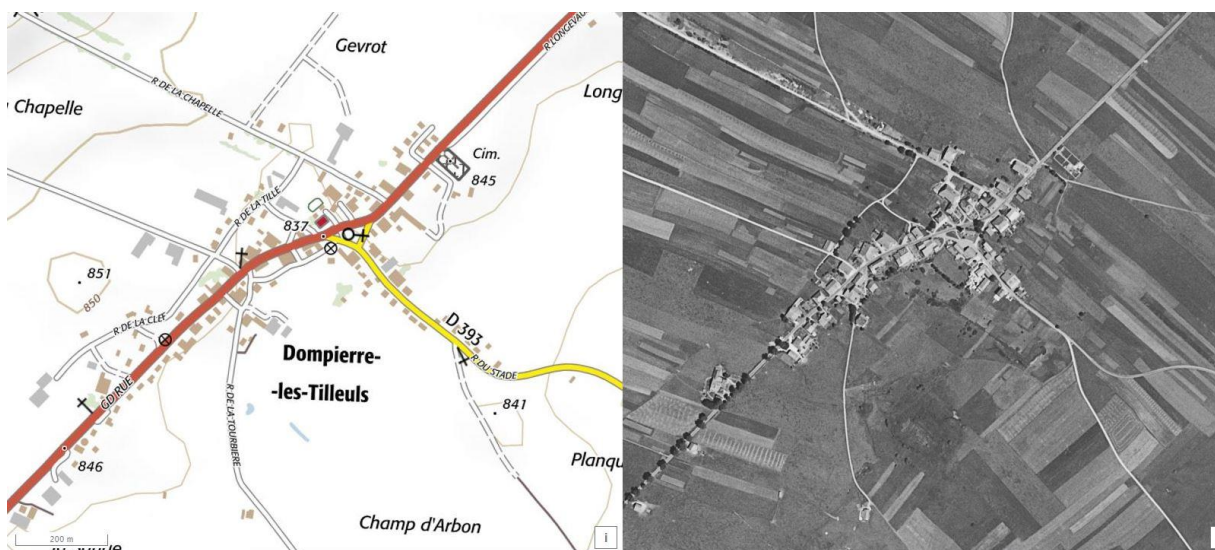 Gevrot
R LONGEVAU
R DE LA CHAPELLE
Chapelle
Long
Cim.
845
R DE LA TILLE
837
851
850
R DE LA CLEF
D 393
Dompierre-
-les-Tilleuls
R DU STADE
GD RUE
R DE LA TOURBIERE
841
846
Planqu
Champ d'Arbon
200 m
i